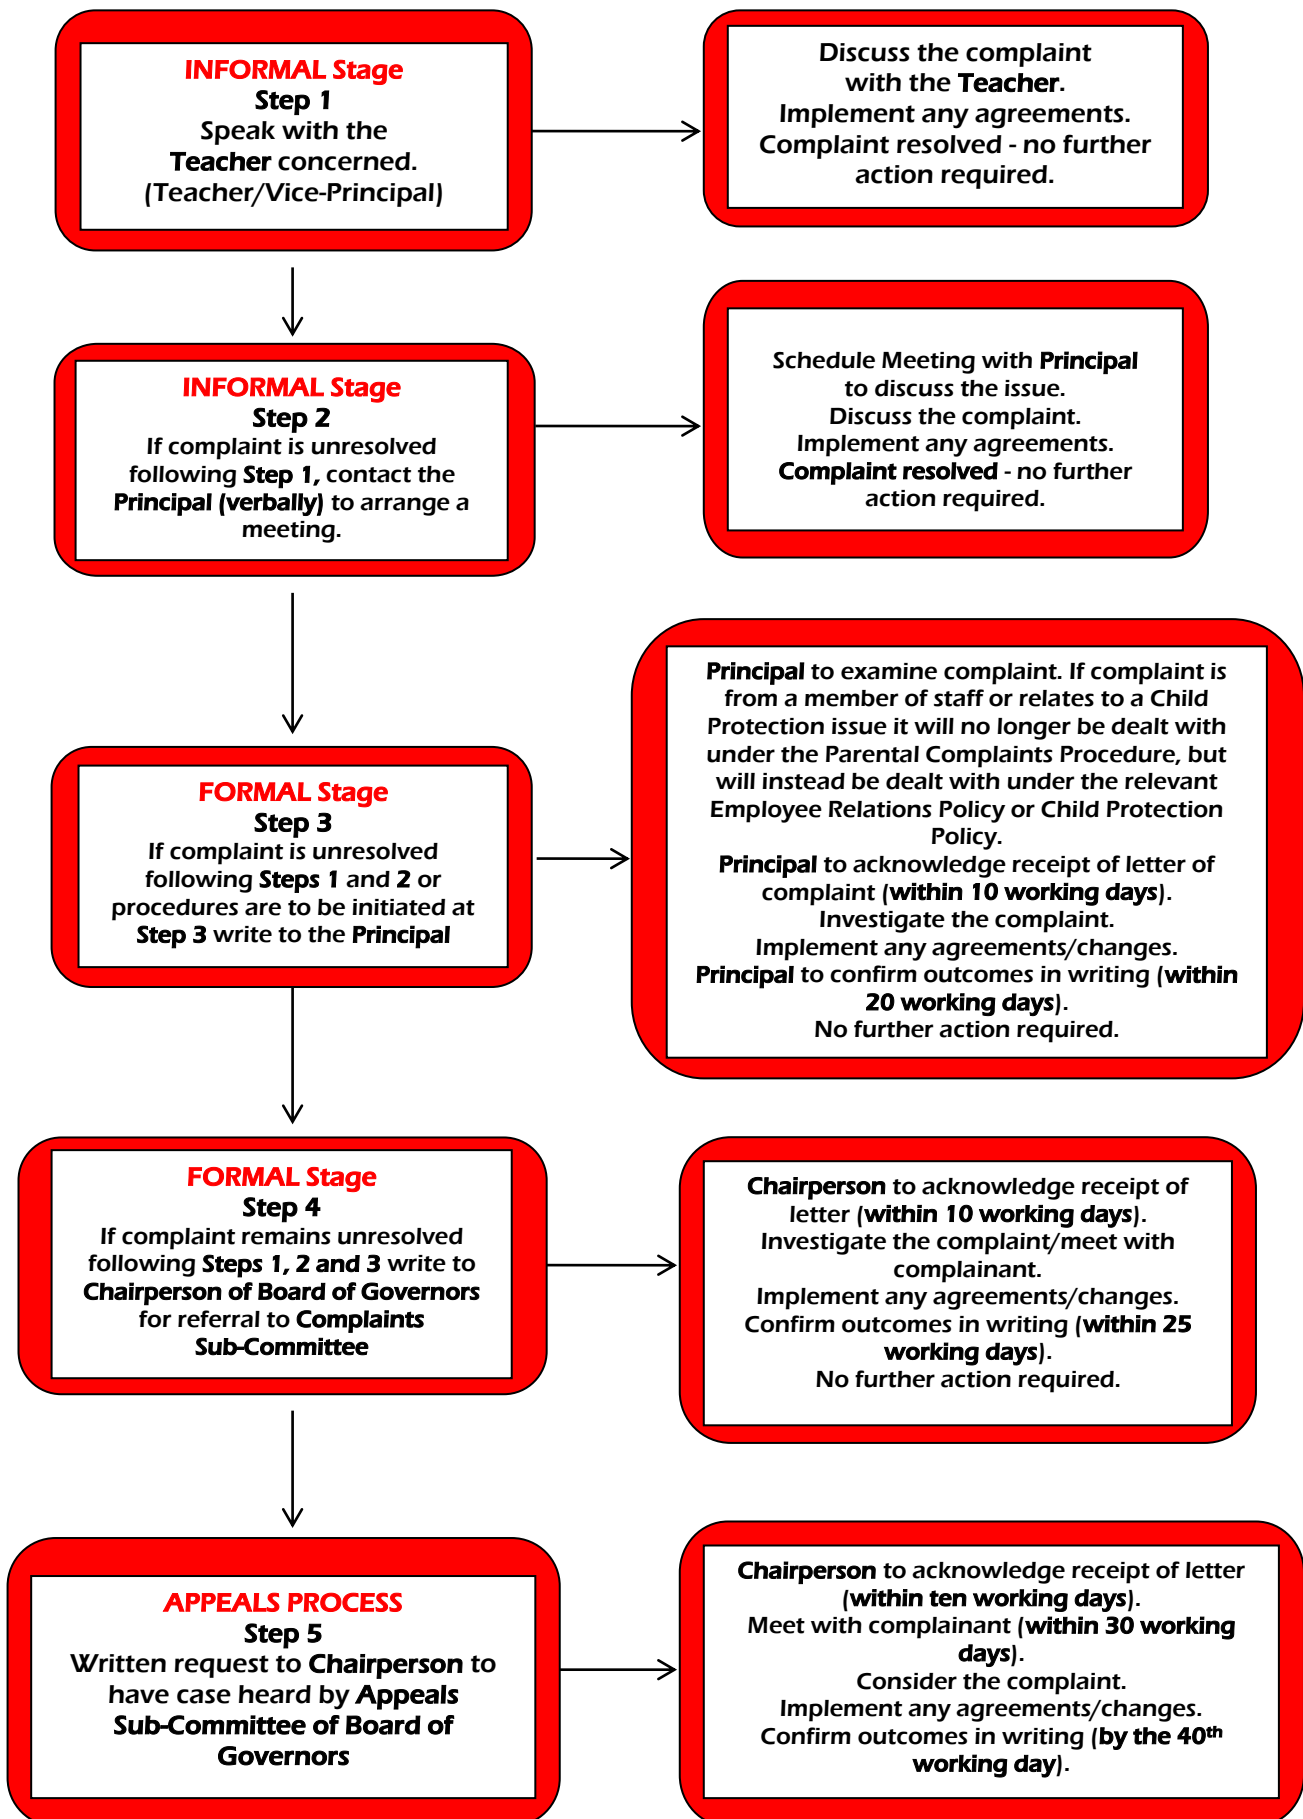 INFORMAL Stage
Step 1
Speak with the
Teacher concerned.
(Teacher/Vice-Principal)
Discuss the complaint
with the Teacher.
Implement any agreements.
Complaint resolved - no further
action required.
INFORMAL Stage
Step 2
If complaint is unresolved
following Step 1, contact the
Principal (verbally) to arrange a
meeting.
Schedule Meeting with Principal
to discuss the issue.
Discuss the complaint.
Implement any agreements.
Complaint resolved - no further
action required.
FORMAL Stage
Step 3
If complaint is unresolved
following Steps 1 and 2 or
procedures are to be initiated at
Step 3 write to the Principal
Principal to examine complaint. If complaint is
from a member of staff or relates to a Child
Protection issue it will no longer be dealt with
under the Parental Complaints Procedure, but
will instead be dealt with under the relevant
Employee Relations Policy or Child Protection
Policy.
Principal to acknowledge receipt of letter of
complaint (within 10 working days).
Investigate the complaint.
Implement any agreements/changes.
Principal to confirm outcomes in writing (within
20 working days).
No further action required.
FORMAL Stage
Step 4
If complaint remains unresolved
following Steps 1, 2 and 3 write to
Chairperson of Board of Governors
for referral to Complaints
Sub-Committee
Chairperson to acknowledge receipt of
letter (within 10 working days).
Investigate the complaint/meet with
complainant.
Implement any agreements/changes.
Confirm outcomes in writing (within 25
working days).
No further action required.
APPEALS PROCESS
Step 5
Written request to Chairperson to
have case heard by Appeals
Sub-Committee of Board of
Governors
Chairperson to acknowledge receipt of letter
(within ten working days).
Meet with complainant (within 30 working
days).
Consider the complaint.
Implement any agreements/changes.
Confirm outcomes in writing (by the 40th
working day).